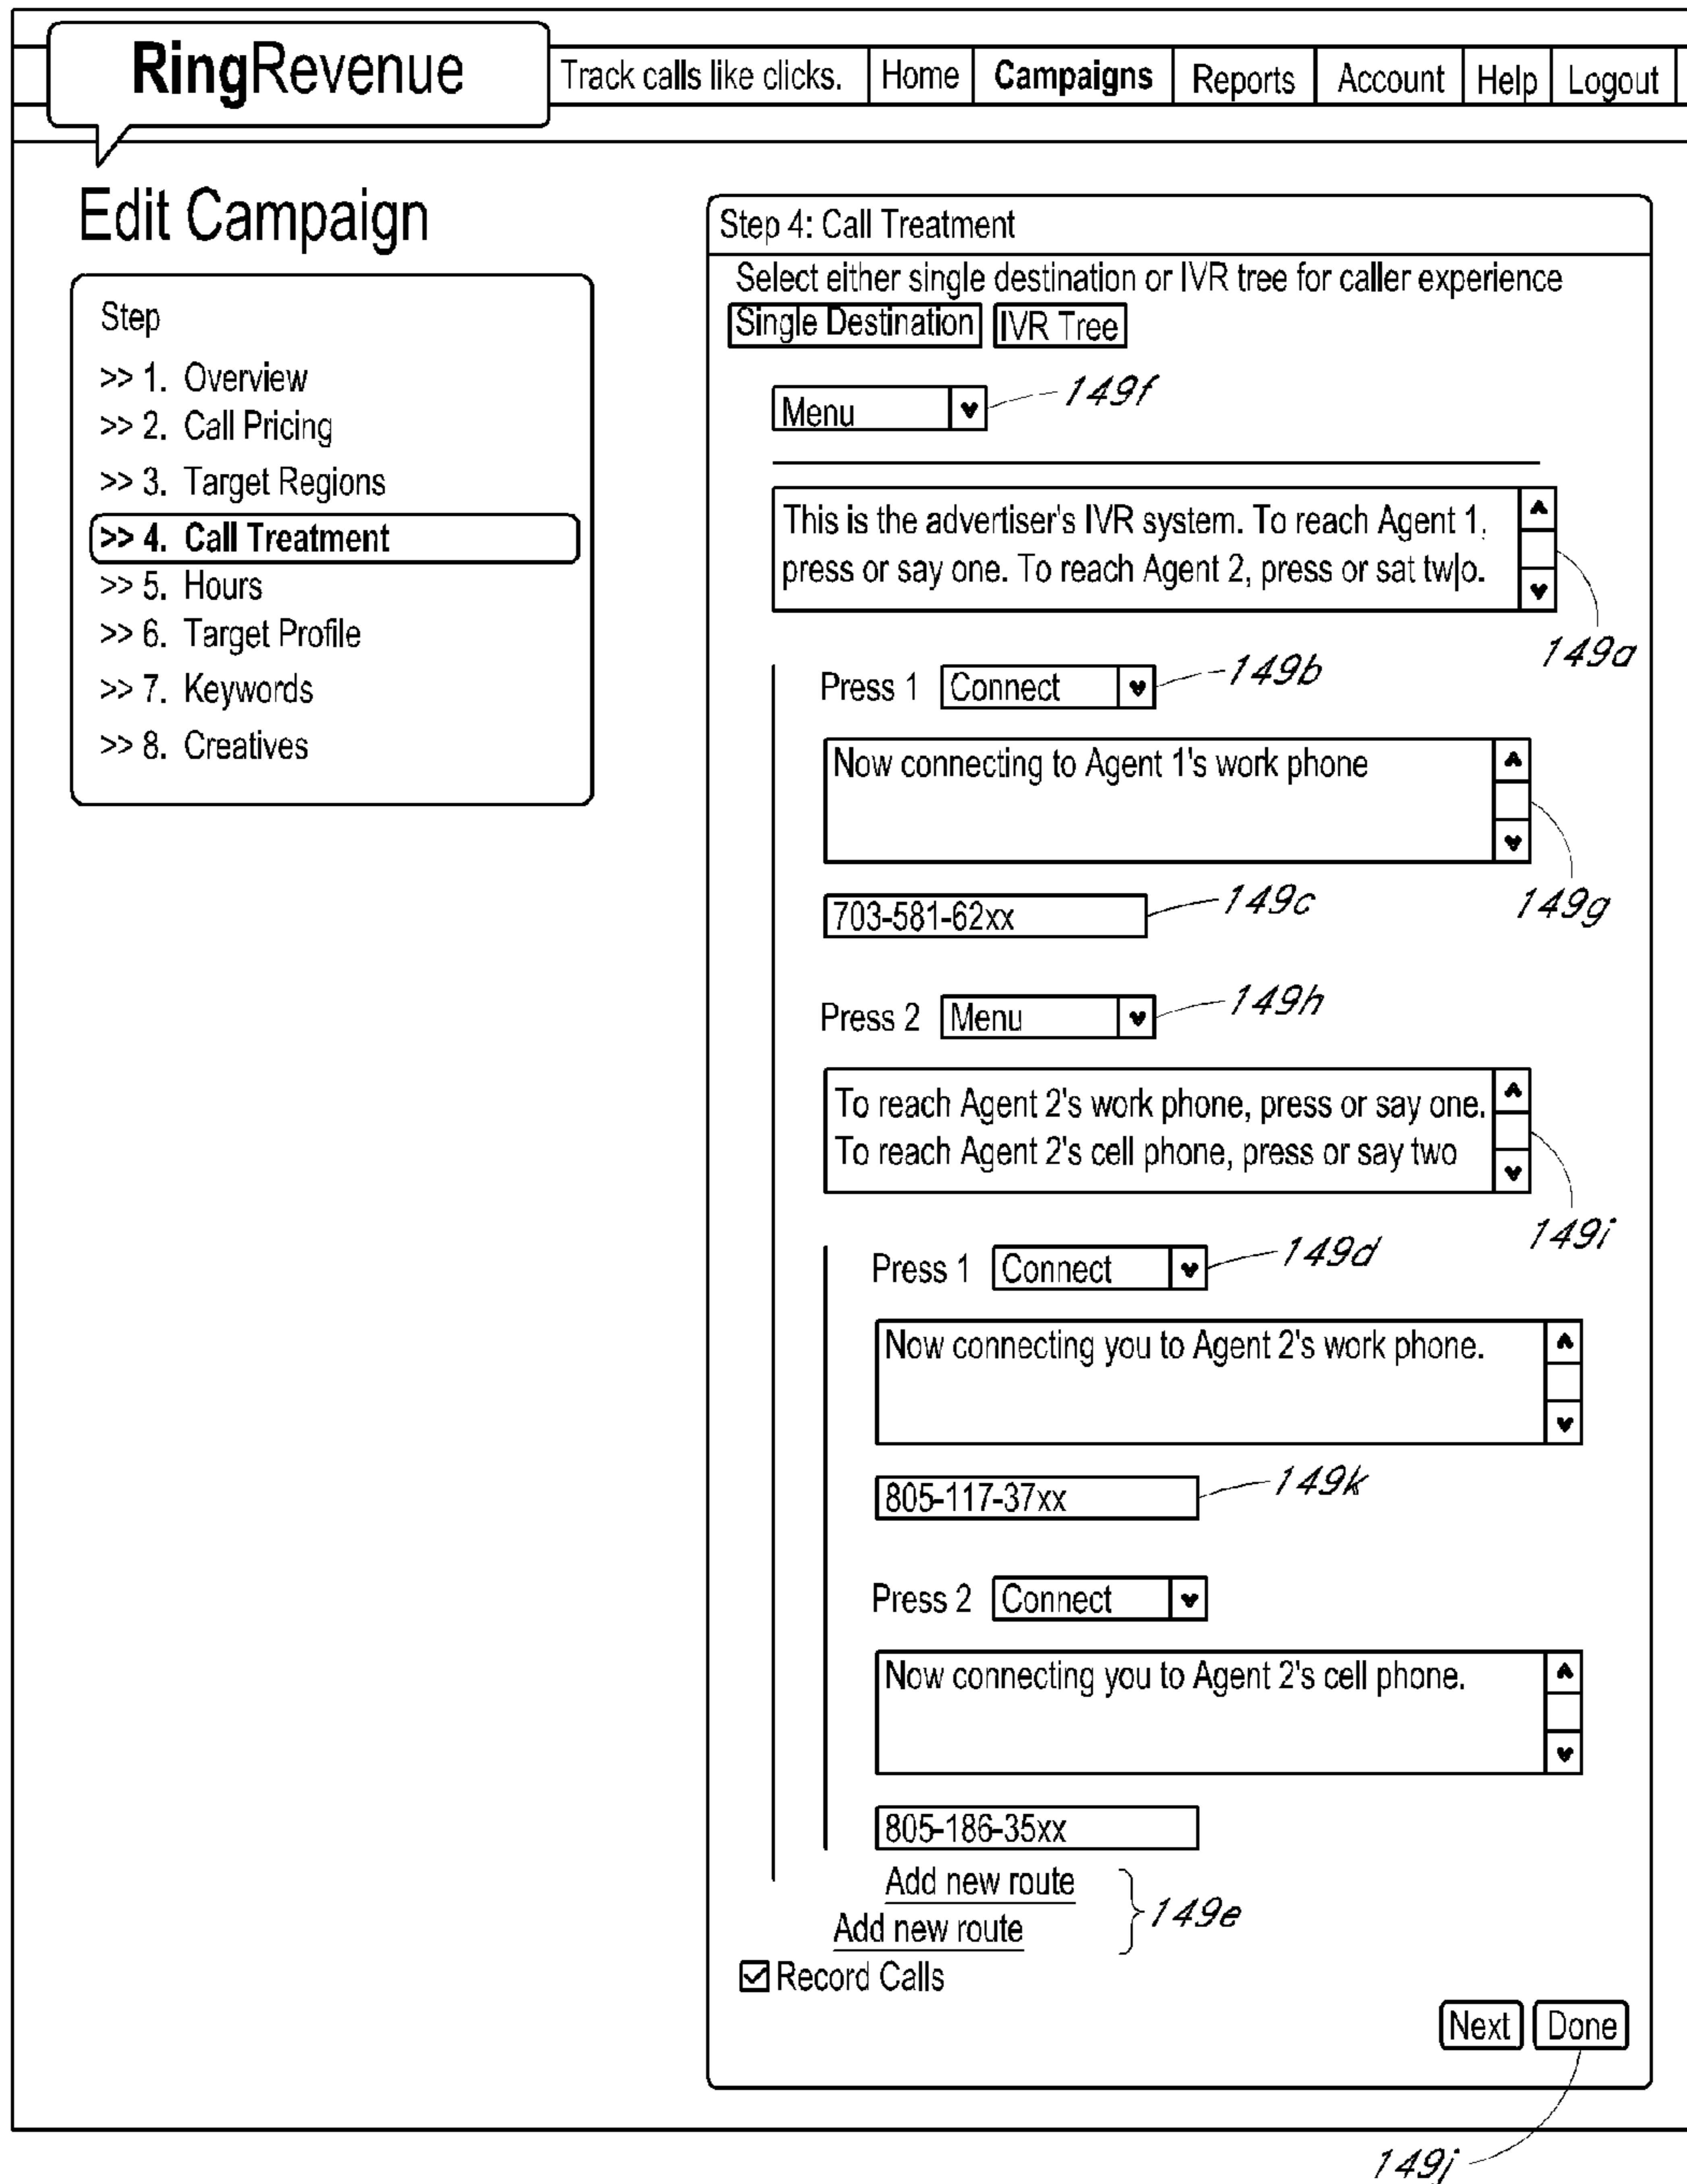 RingRevenue
Track calls like clicks. Home Campaigns Reports Account Help Logout
Edit Campaign
Step
>> 1. Overview
>> 2. Call Pricing
>> 3. Target Regions
>> 4. Call Treatment
>> 5. Hours
>> 6. Target Profile
>> 7. Keywords
>> 8. Creatives
Step 4: Call Treatment
Select either single destination or IVR tree for caller experience
Single Destination IVR Tree
Menu 149f
This is the advertiser's IVR system. To reach Agent 1,
press or say one. To reach Agent 2, press or sat two.
149a
Press 1 Connect 149b
Now connecting to Agent 1's work phone
149g
703-581-62xx 149c
Press 2 Menu 149h
To reach Agent 2's work phone, press or say one.
To reach Agent 2's cell phone, press or say two
149i
Press 1 Connect 149d
Now connecting you to Agent 2's work phone.
805-117-37xx 149k
Press 2 Connect
Now connecting you to Agent 2's cell phone.
805-186-35xx
Add new route
Add new route
149e
Record Calls
Next Done
149j